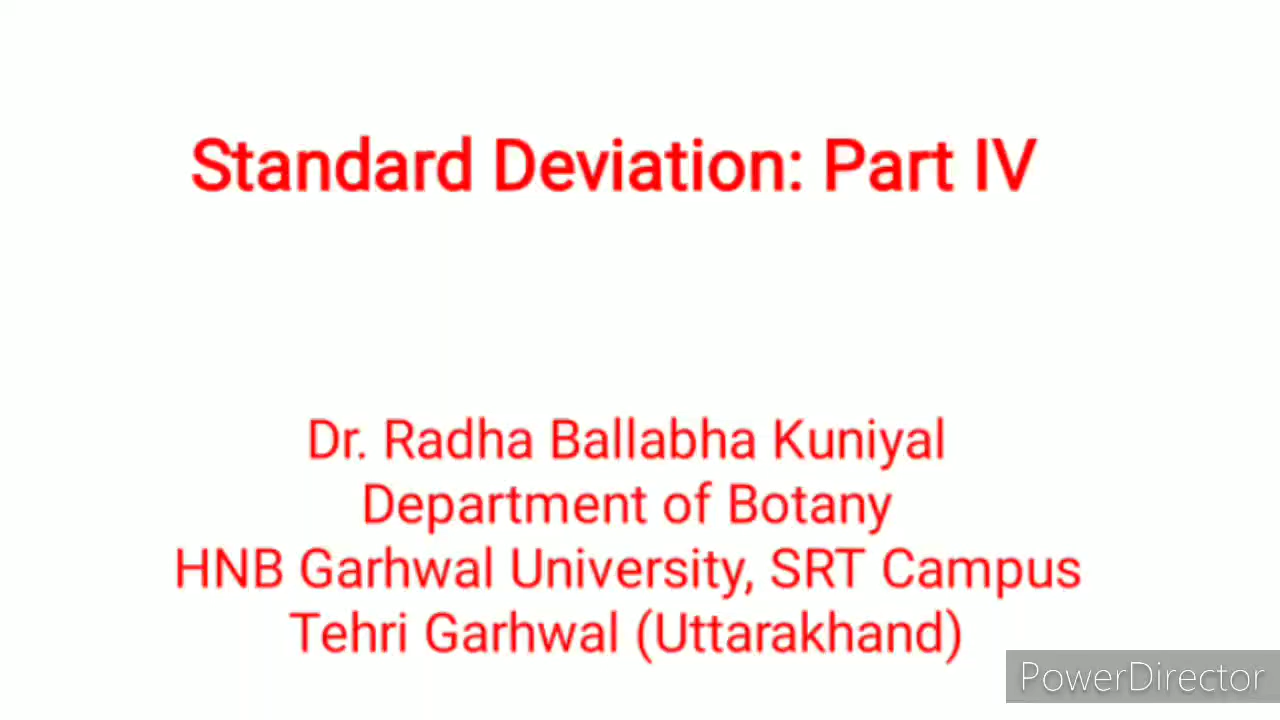 Standard Deviation: Part IV
Dr. Radha Ballabha Kuniyal
Department of Botany
HNB Garhwal University, SRT Campus
Tehri Garhwal (Uttarakhand)
PowerDirector